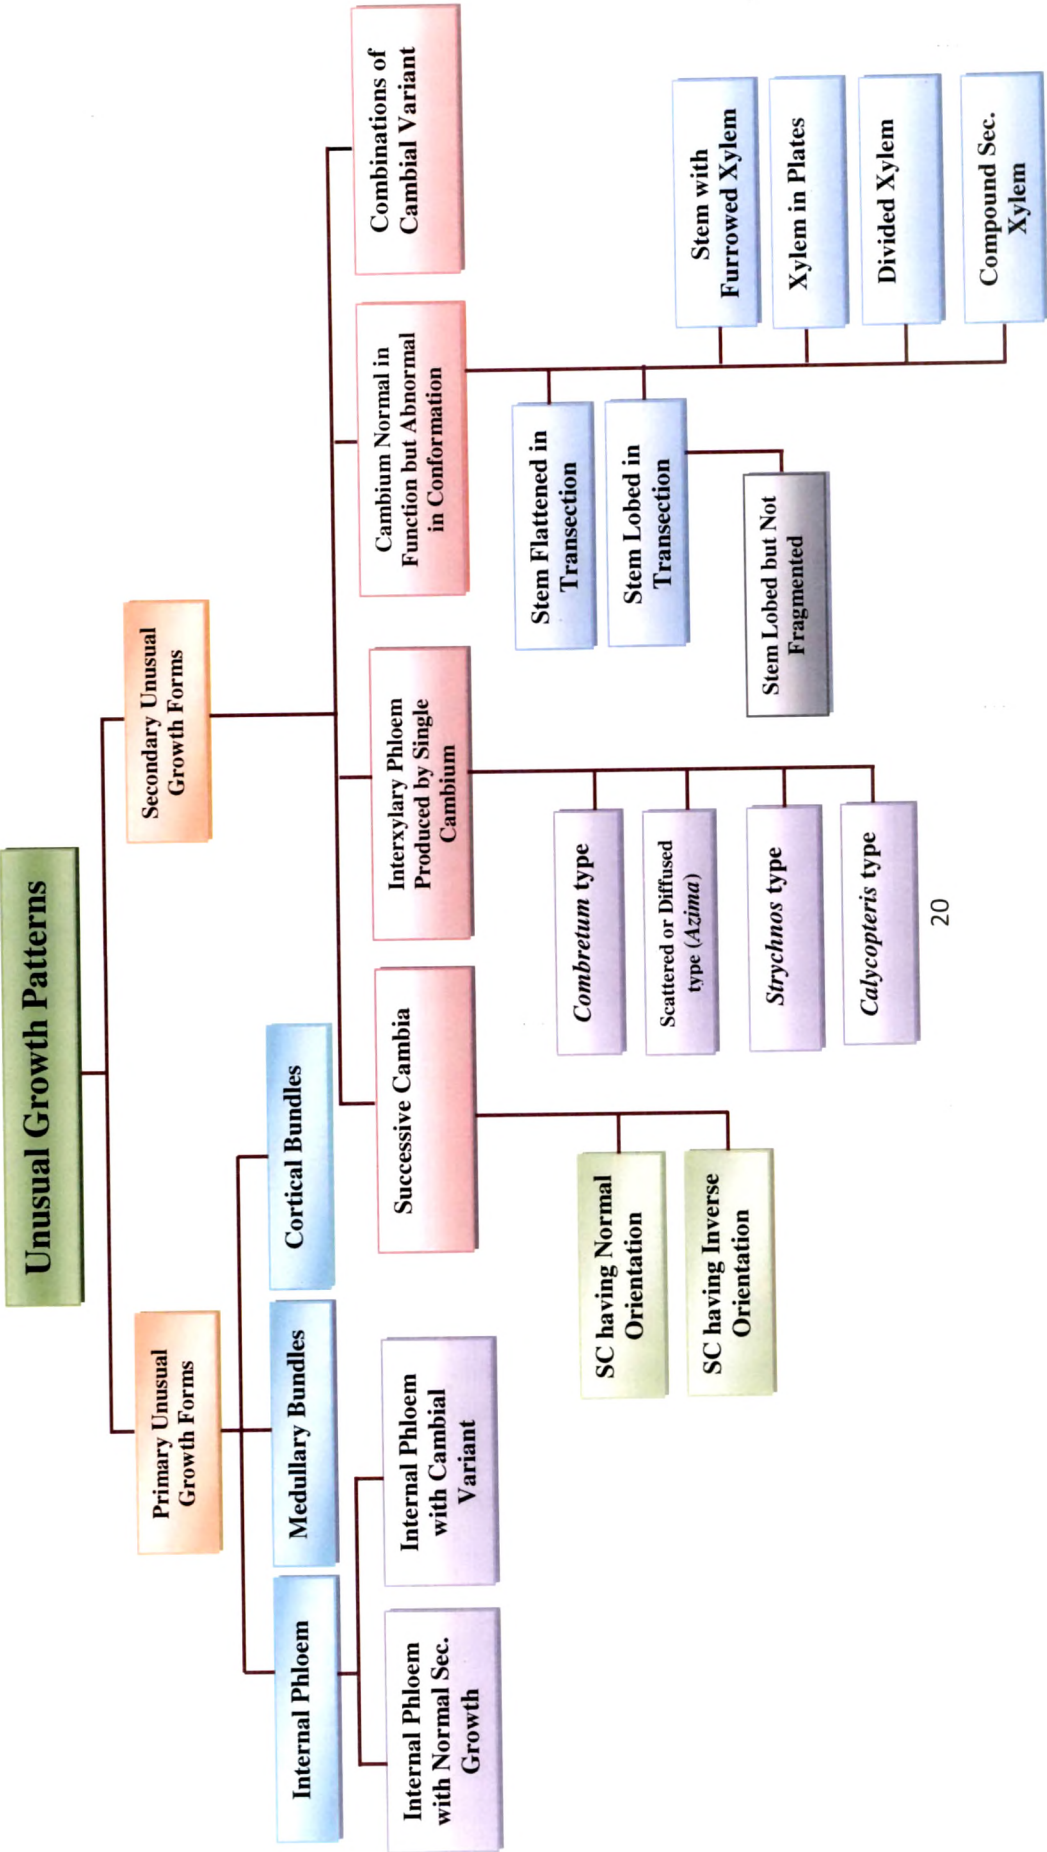 Unusual Growth Patterns
Primary Unusual
Growth Forms
Secondary Unusual
Growth Forms
Internal Phloem
Medullary Bundles
Cortical Bundles
Internal Phloem
with Normal Sec.
Growth
Internal Phloem
with Cambial
Variant
Successive Cambia
Interxylary Phloem
Produced by Single
Cambium
Cambium Normal in
Function but Abnormal
in Conformation
Combinations of
Cambial Variant
SC having Normal
Orientation
SC having Inverse
Orientation
Combretum type
Scattered or Diffused
type (Azima)
Strychnos type
Calycopteris type
Stem Flattened in
Transection
Stem Lobed in
Transection
Stem Lobed but Not
Fragmented
Stem with
Furrowed Xylem
Xylem in Plates
Divided Xylem
Compound Sec.
Xylem
20